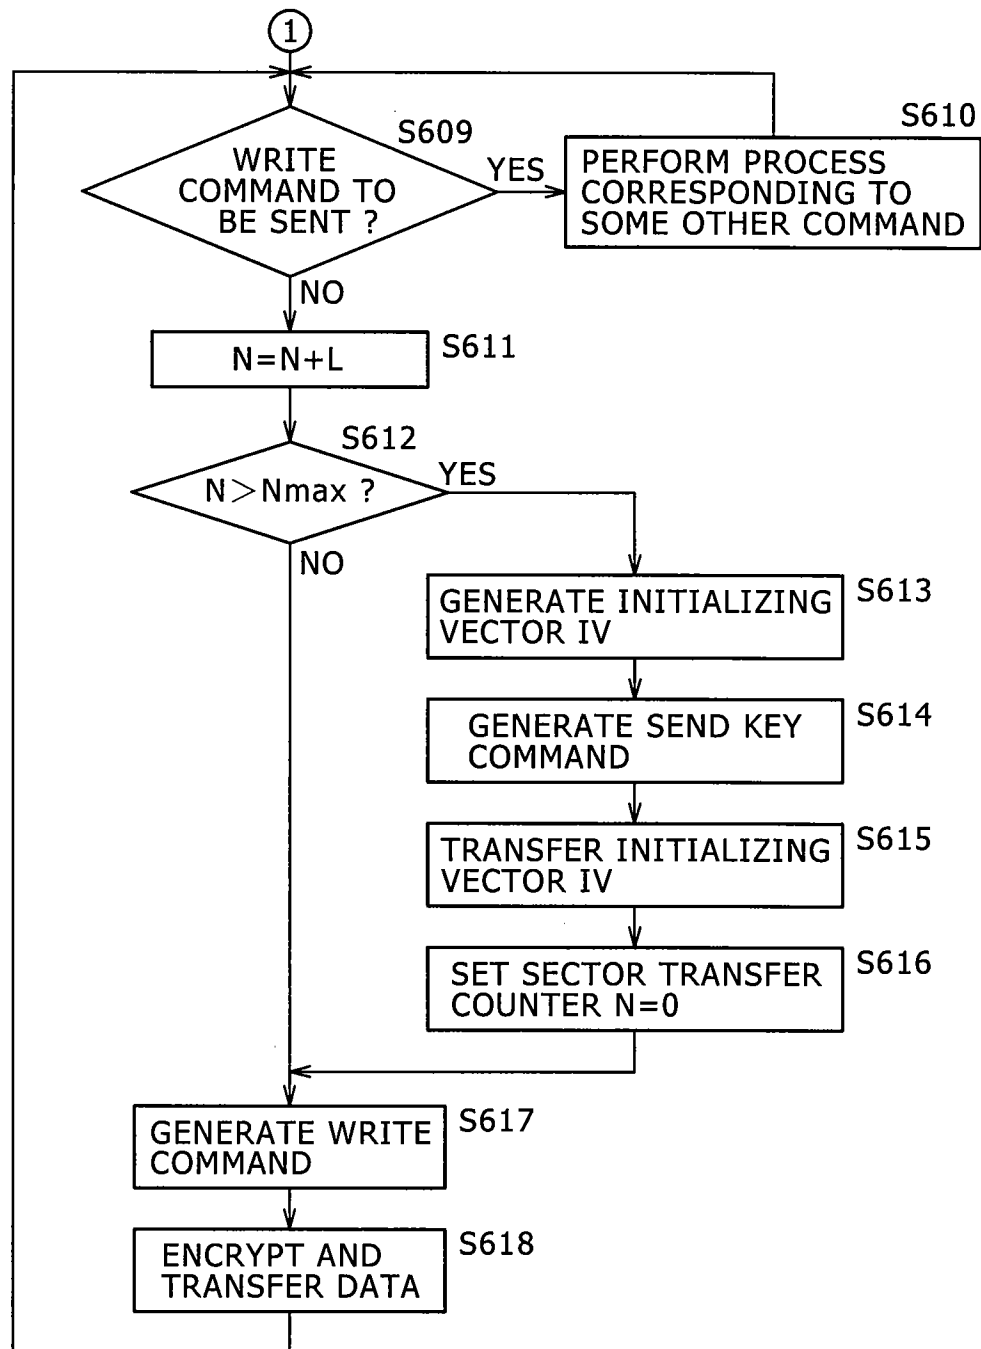 1
S609
WRITE
COMMAND TO
BE SENT ?
YES
S610
PERFORM PROCESS
CORRESPONDING TO
SOME OTHER COMMAND
NO
N=N+L
S611
S612
N>Nmax ?
YES
NO
GENERATE INITIALIZING
VECTOR IV
S613
GENERATE SEND KEY
COMMAND
S614
TRANSFER INITIALIZING
VECTOR IV
S615
SET SECTOR TRANSFER
COUNTER N=0
S616
GENERATE WRITE
COMMAND
S617
ENCRYPT AND
TRANSFER DATA
S618